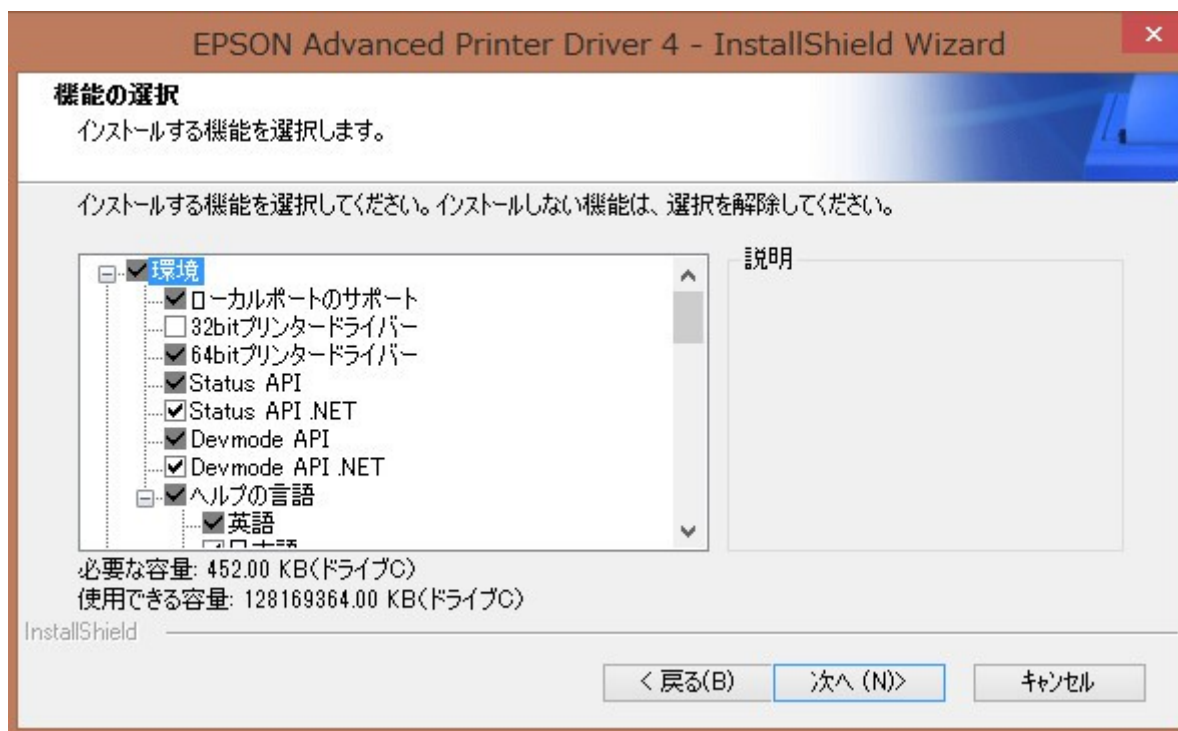 EPSON Advanced Printer Driver 4 - InstallShield Wizard
機能の選択
インストールする機能を選択します。
インストールする機能を選択してください。インストールしない機能は、選択を解除してください。
環境
ローカルポートのサポート
32bitプリンタードライバー
64bitプリンタードライバー
Status API
Status API .NET
Devmode API
Devmode API .NET
ヘルプの言語
英語
説明
必要な容量: 452.00 KB(ドライブC)
使用できる容量: 128169364.00 KB(ドライブC)
InstallShield
< 戻る(B)
次へ (N)>
キャンセル